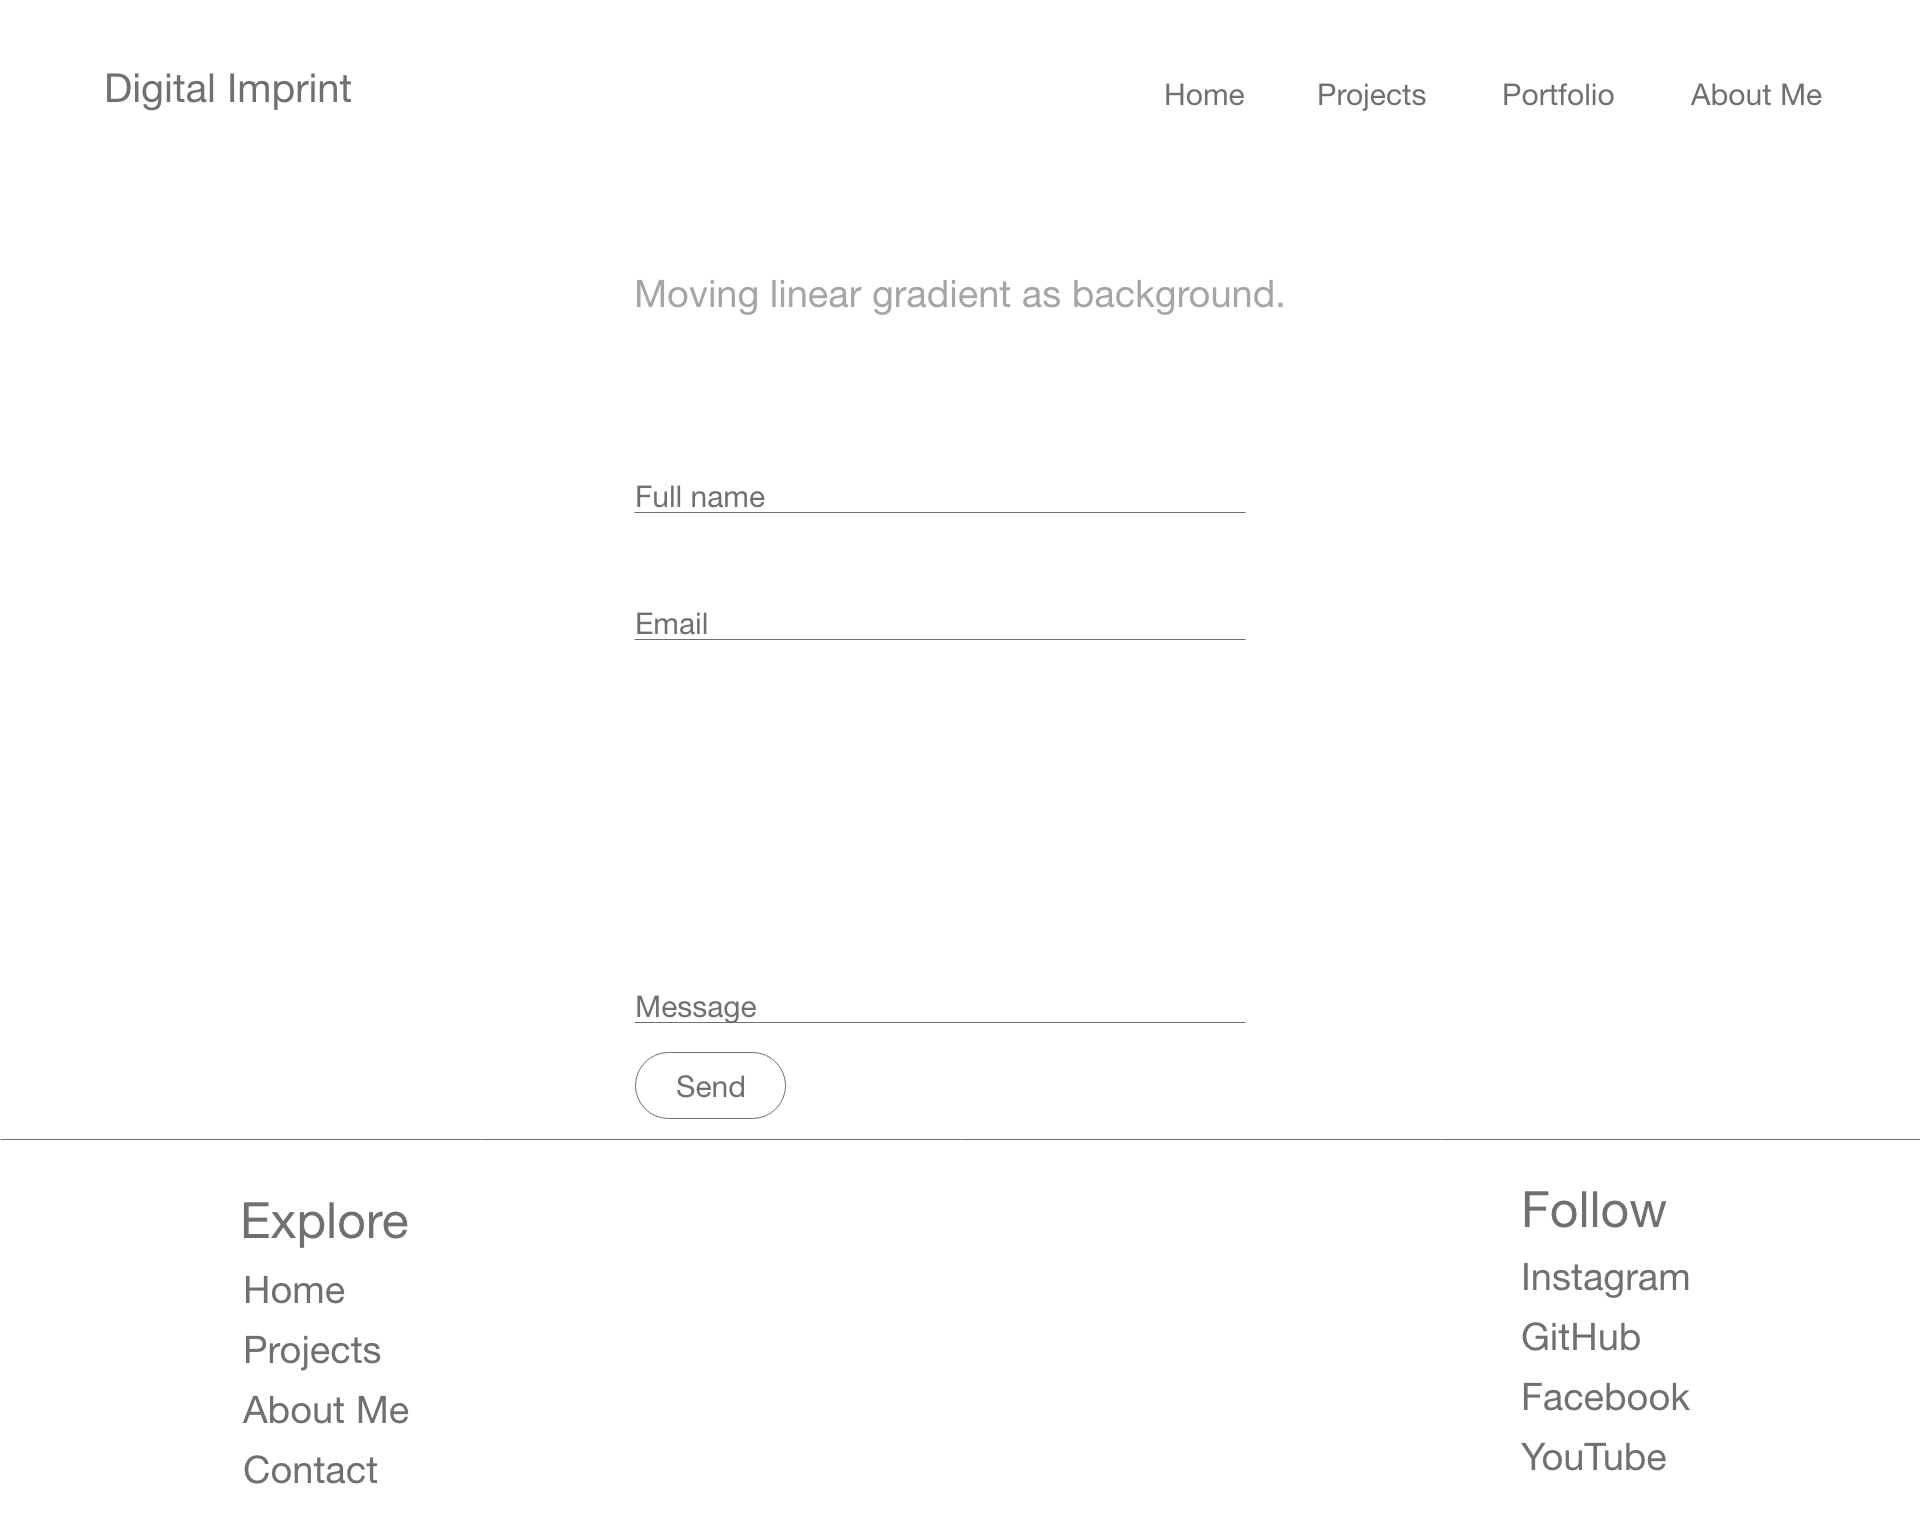 Digital Imprint
Home Projects Portfolio About Me
Moving linear gradient as background.
Full name
Email
Message
Send
Explore
Home
Projects
About Me
Contact
Follow
Instagram
GitHub
Facebook
YouTube